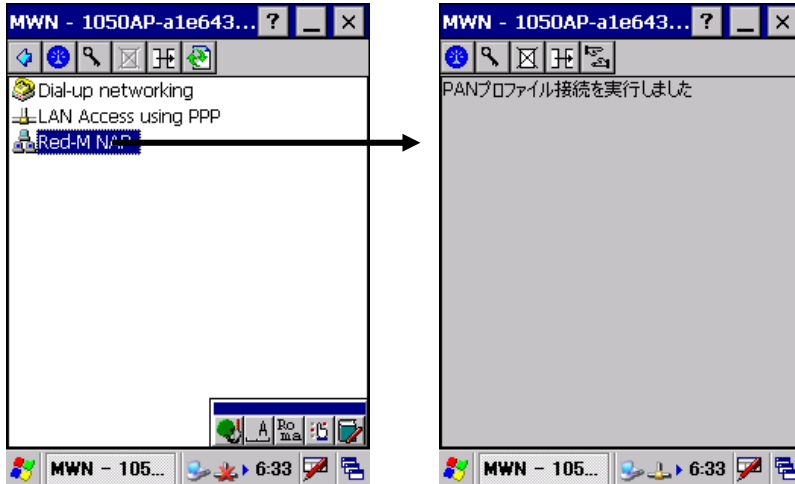 MWN - 1050AP-a1e643... ?
Dial-up networking
LAN Access using PPP
Red-M NAP
A Ro ma
MWN - 105... 6:33
MWN - 1050AP-a1e643... ?
PANプロファイル接続を実行しました
MWN - 105... 6:33